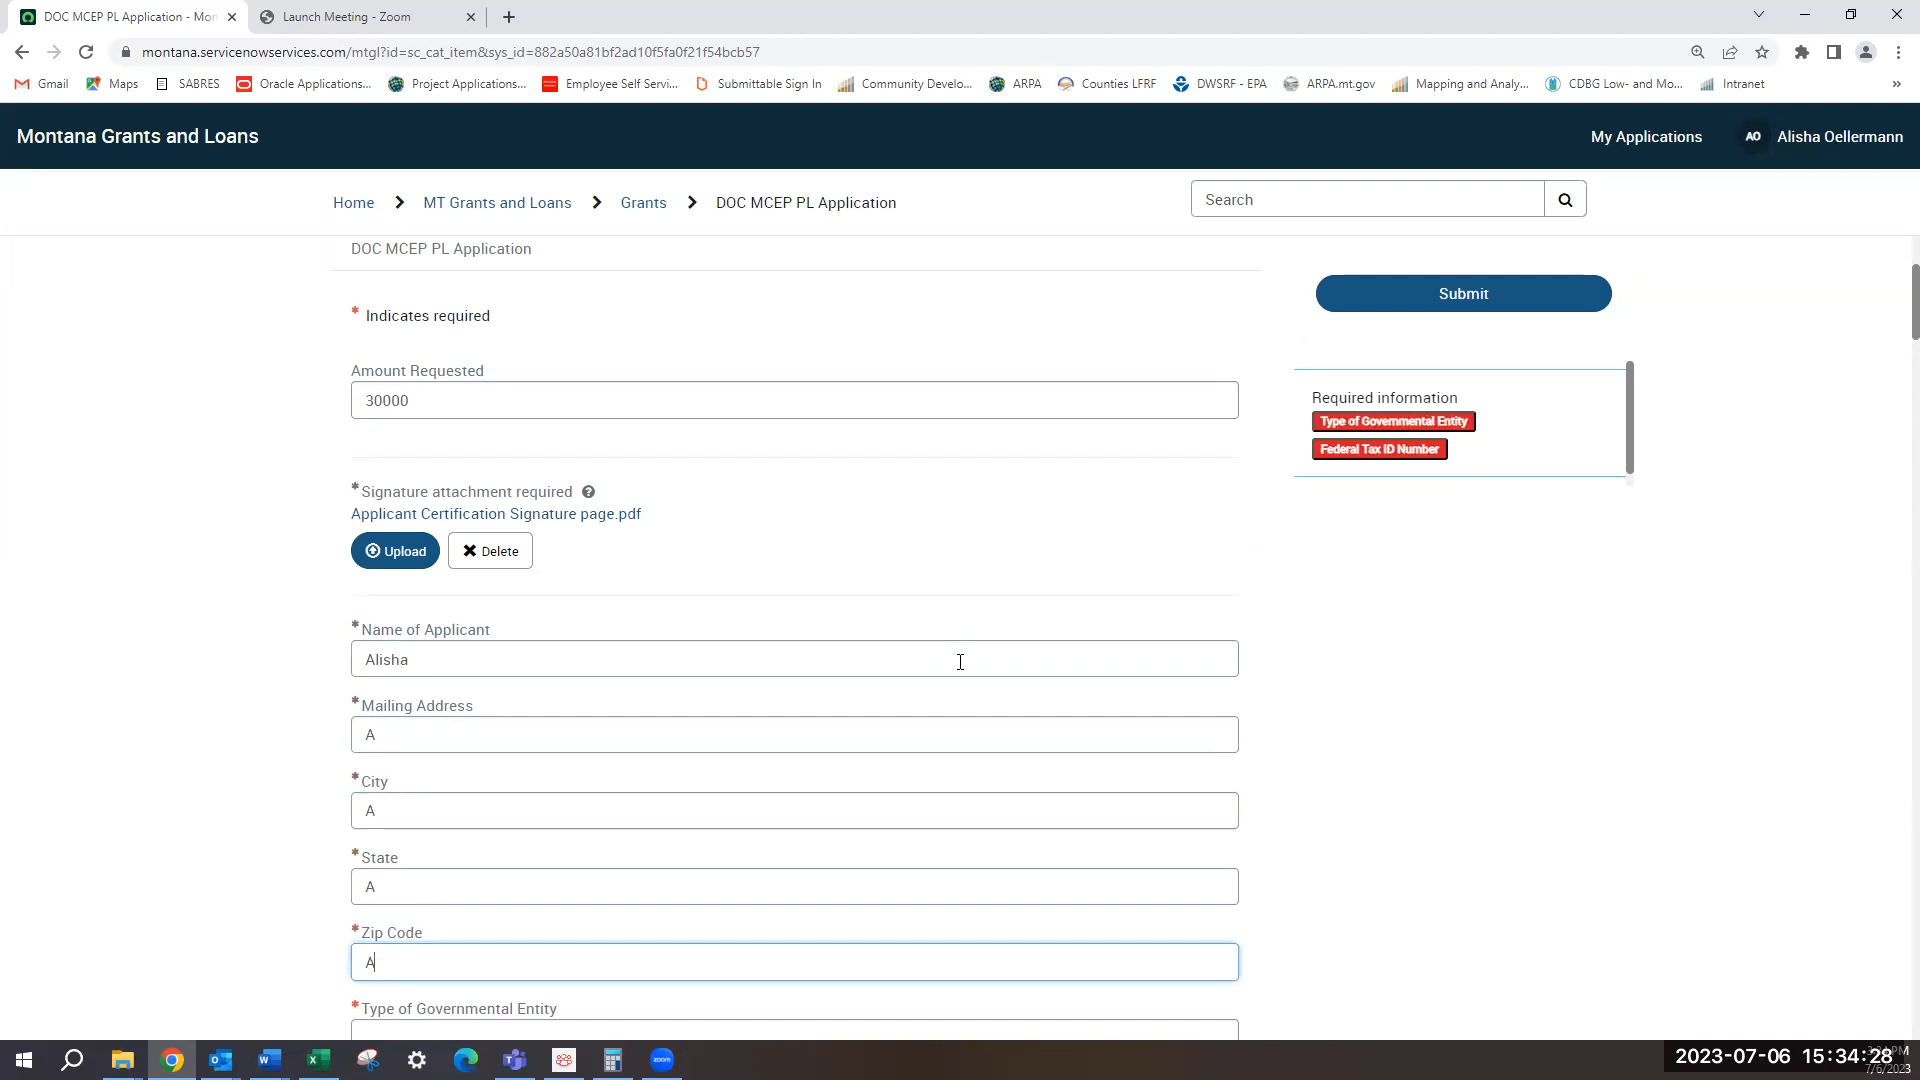 DOC MCEP PL Application - Mon
Launch Meeting - Zoom
montana.servicenowservices.com/mtgl?id=sc_cat_item&sys_id=882a50a81bf2ad10f5fa0f21f54bcb57
Gmail Maps SABRES Oracle Applications... Project Applications... Employee Self Servi... Submittable Sign In Community Develo... ARPA Counties LFRF DWSRF - EPA ARPA.mt.gov Mapping and Analy... CDBG Low- and Mo... Intranet »
Montana Grants and Loans
My Applications AO Alisha Oellermann
Home MT Grants and Loans Grants DOC MCEP PL Application
Search
DOC MCEP PL Application
Submit
* Indicates required
Amount Requested
30000
Required information
Type of Governmental Entity
Federal Tax ID Number
*Signature attachment required ?
Applicant Certification Signature page.pdf
Upload Delete
*Name of Applicant
Alisha
*Mailing Address
A
*City
A
*State
A
*Zip Code
A
*Type of Governmental Entity
2023-07-06 15:34:28